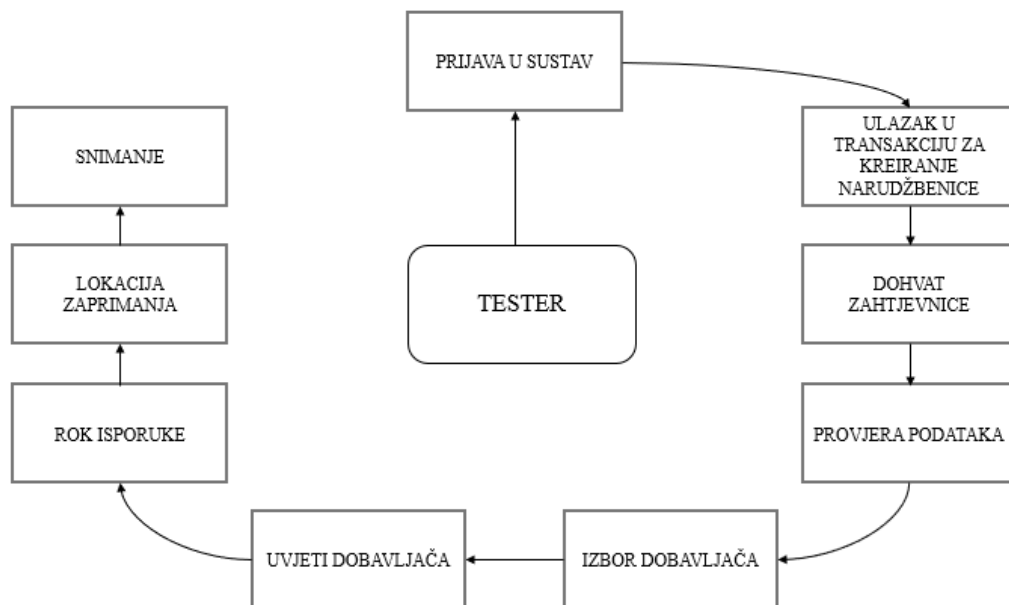 PRIJAVA U SUSTAV
ULAZAK U
TRANSAKCIJU ZA
KREIRANJE
NARUDŽBENICE
DOHVAT
ZAHTJEVNICE
PROVJERA PODATAKA
IZBOR DOBAVLJAČA
UVJETI DOBAVLJAČA
ROK ISPORUKE
LOKACIJA
ZAPRIMANJA
SNIMANJE
TESTER